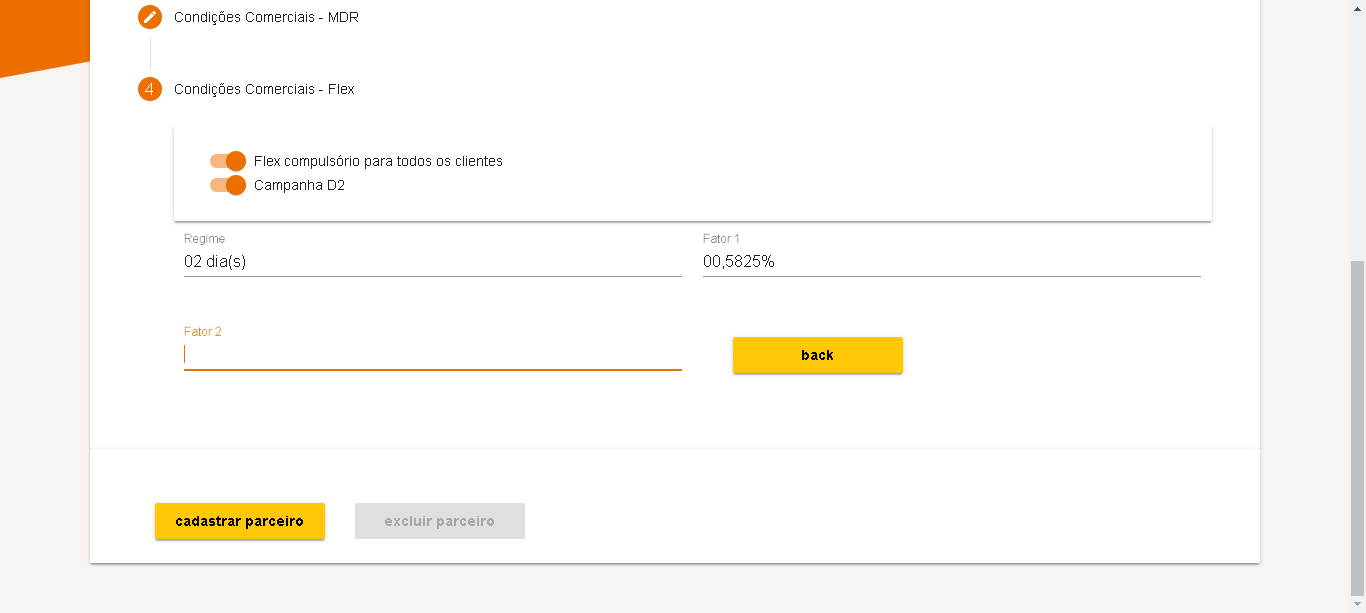 Condições Comerciais - MDR
4 Condições Comerciais - Flex
Flex compulsório para todos os clientes
Campanha D2
Regime
02 dia(s)
Fator 1
00,5825%
Fator 2
back
cadastrar parceiro
excluir parceiro